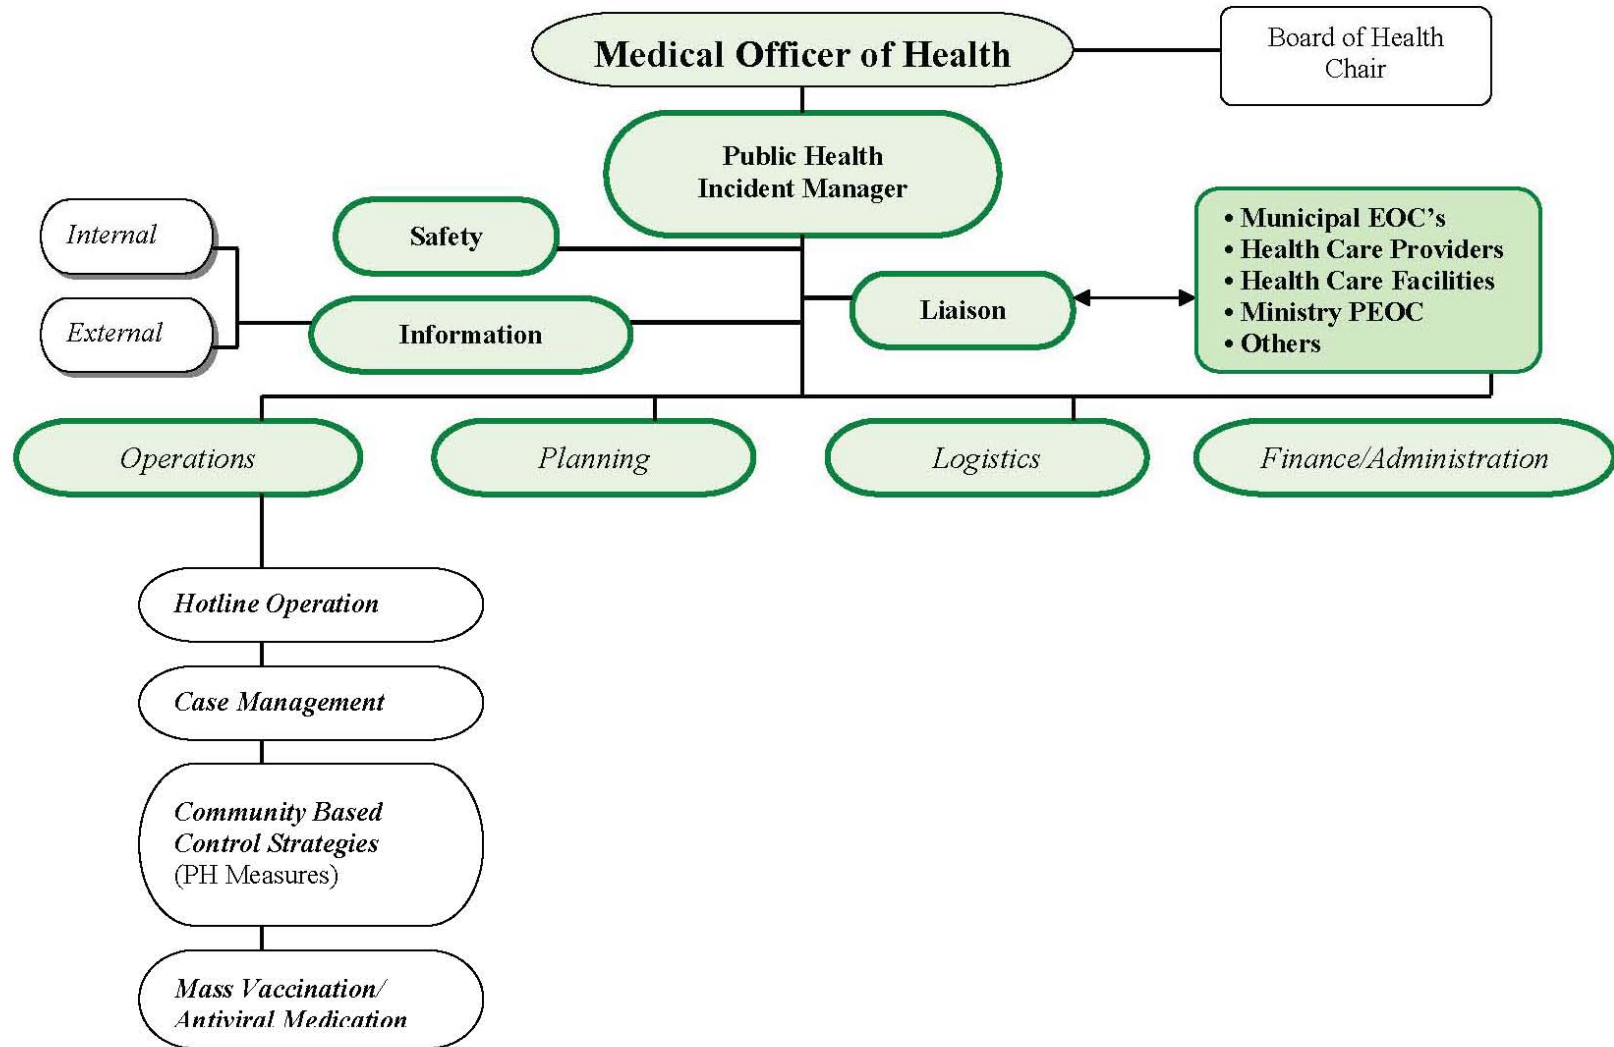 Medical Officer of Health
Board of Health
Chair
Public Health
Incident Manager
Internal
Safety
• Municipal EOC's
• Health Care Providers
• Health Care Facilities
• Ministry PEOC
• Others
External
Information
Liaison
Operations
Planning
Logistics
Finance/Administration
Hotline Operation
Case Management
Community Based
Control Strategies
(PH Measures)
Mass Vaccination/
Antiviral Medication